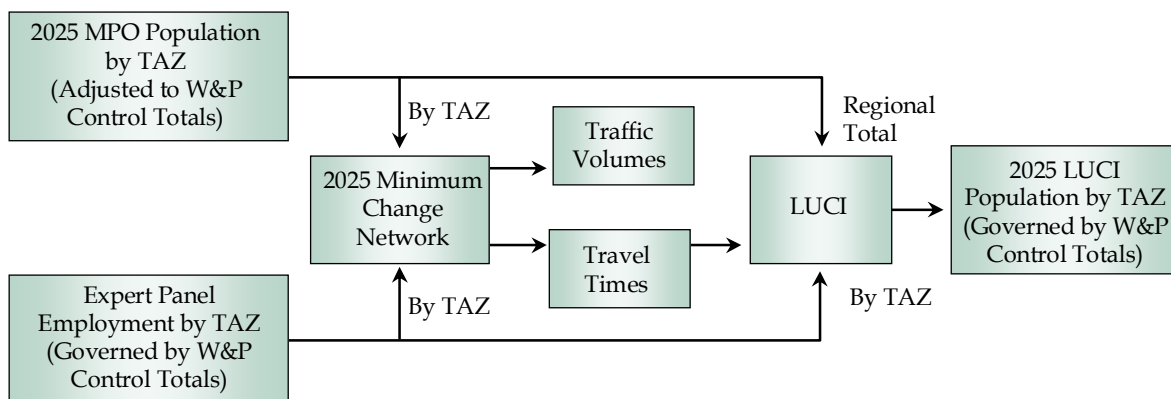 2025 MPO Population
by TAZ
(Adjusted to W&P
Control Totals)
By TAZ
Regional
Total
Traffic
Volumes
2025 Minimum
Change
Network
LUCI
2025 LUCI
Population by TAZ
(Governed by W&P
Control Totals)
Travel
Times
Expert Panel
Employment by TAZ
(Governed by W&P
Control Totals)
By TAZ
By TAZ